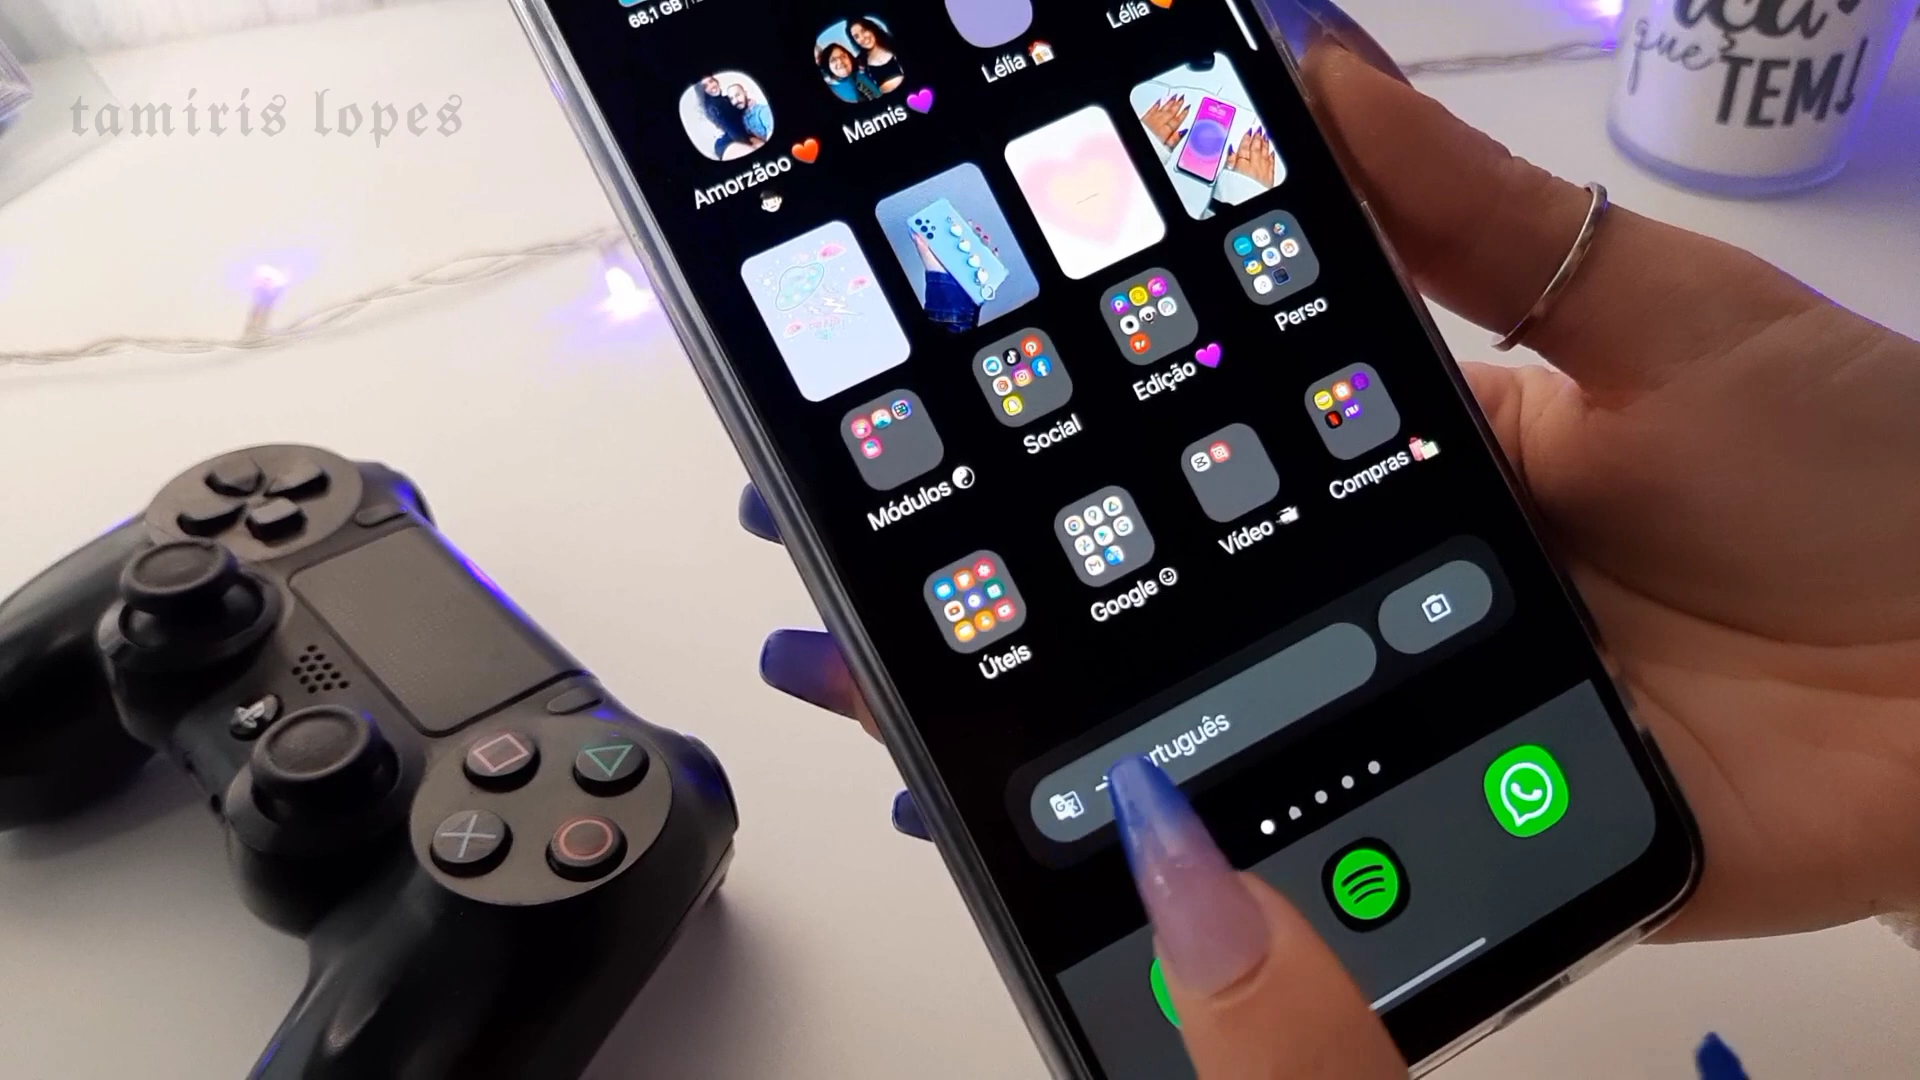 tamiris lopes
68,1 GB
Amorzãoo ❤️
Mamis 💜
Lélia 🏠
Lélia 🧡
que
TEM!
Módulos ☯
Social
Edição 💜
Perso
Úteis
Google ☺
Vídeo
Compras 🛍️
rtuguês